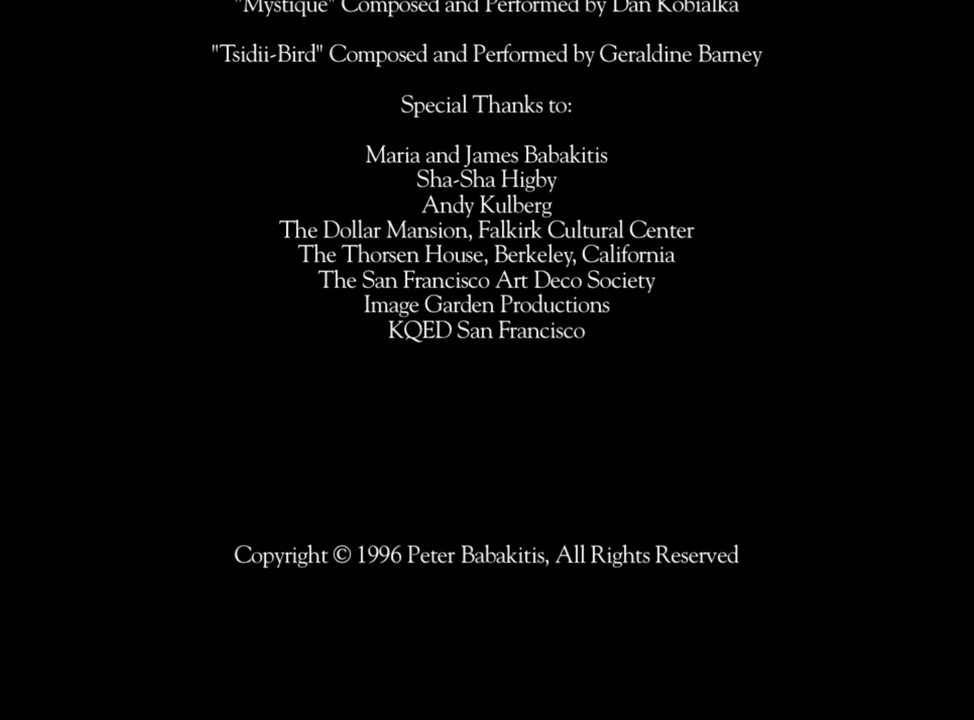 "Mystique" Composed and Performed by Dan Kobialka
"Tsidii-Bird" Composed and Performed by Geraldine Barney
Special Thanks to:
Maria and James Babakitis
Sha-Sha Higby
Andy Kulberg
The Dollar Mansion, Falkirk Cultural Center
The Thorsen House, Berkeley, California
The San Francisco Art Deco Society
Image Garden Productions
KQED San Francisco
Copyright © 1996 Peter Babakitis, All Rights Reserved